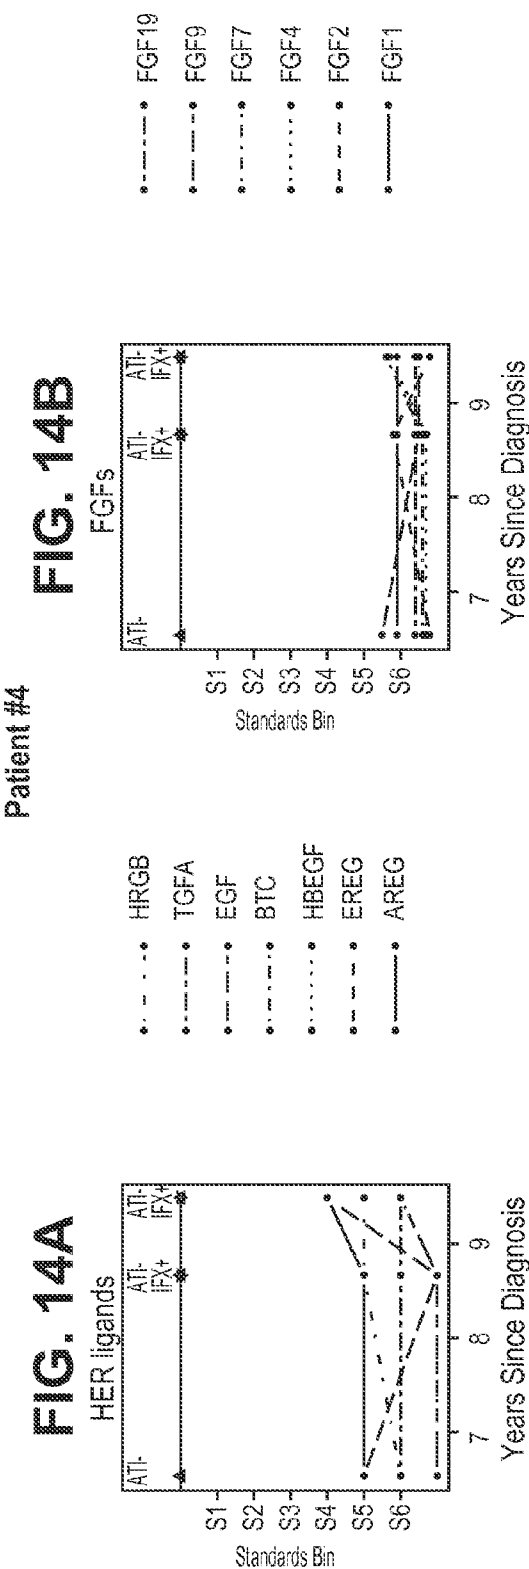 Patient #4
FIG. 14A
HER ligands
ATI-
ATI-
IFX+
ATI-
IFX+
S1
S2
S3
S4
S5
S6
Standards Bin
7
8
9
Years Since Diagnosis
HRGB
TGFA
EGF
BTC
HBEGF
EREG
AREG
FIG. 14B
FGFs
ATI-
ATI-
IFX+
ATI-
IFX+
S1
S2
S3
S4
S5
S6
Standards Bin
7
8
9
Years Since Diagnosis
FGF19
FGF9
FGF7
FGF4
FGF2
FGF1